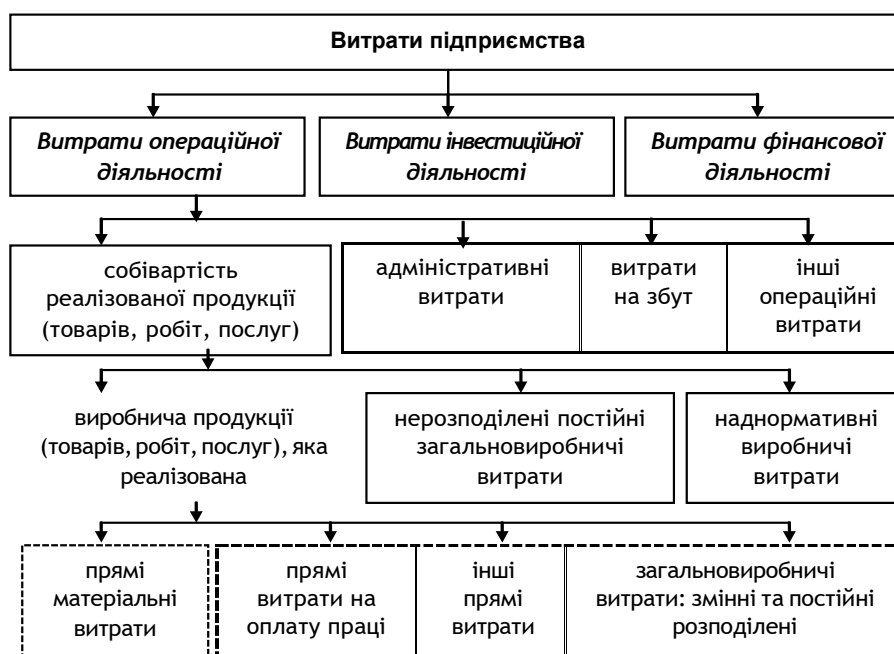 Витрати підприємства
Витрати операційної
діяльності
Витрати інвестиційної
діяльності
Витрати фінансової
діяльності
собівартість
реалізованої продукції
(товарів, робіт, послуг)
адміністративні
витрати
витрати
на збут
інші
операційні
витрати
виробнича продукції
(товарів, робіт, послуг), яка
реалізована
нерозподілені постійні
загальновиробничі
витрати
наднормативні
виробничі
витрати
прямі
матеріальні
витрати
прямі
витрати на
оплату праці
інші
прямі
витрати
загальновиробничі
витрати: змінні та постійні
розподілені